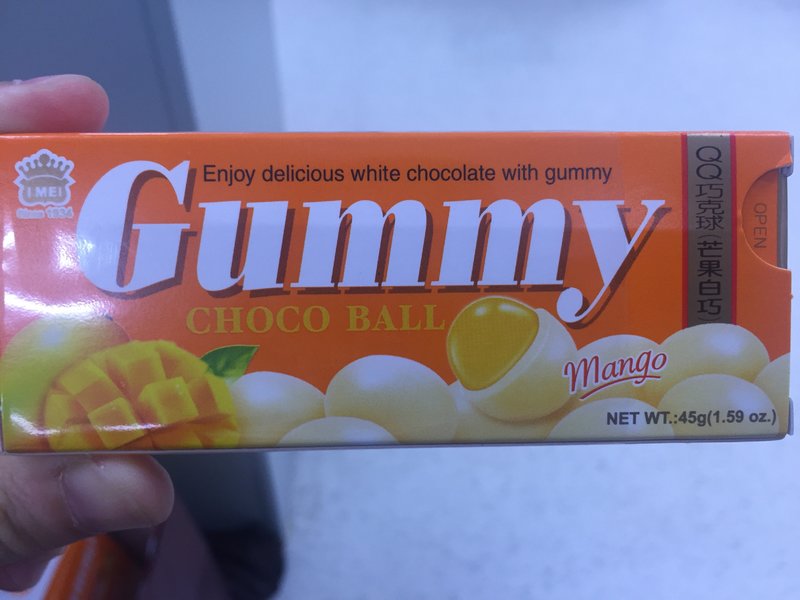 I MEI
Since 1934
Enjoy delicious white chocolate with gummy
Gummy
CHOCO BALL
Mango
NET WT.:45g(1.59 oz.)
QQ巧克球(芒果白巧)
OPEN